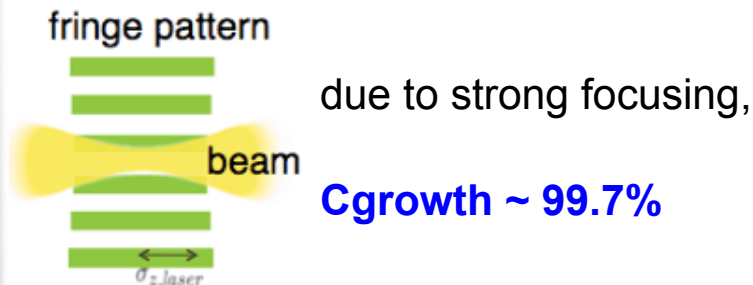 fringe pattern
due to strong focusing,
beam
Cgrowth ~ 99.7%
σz,laser